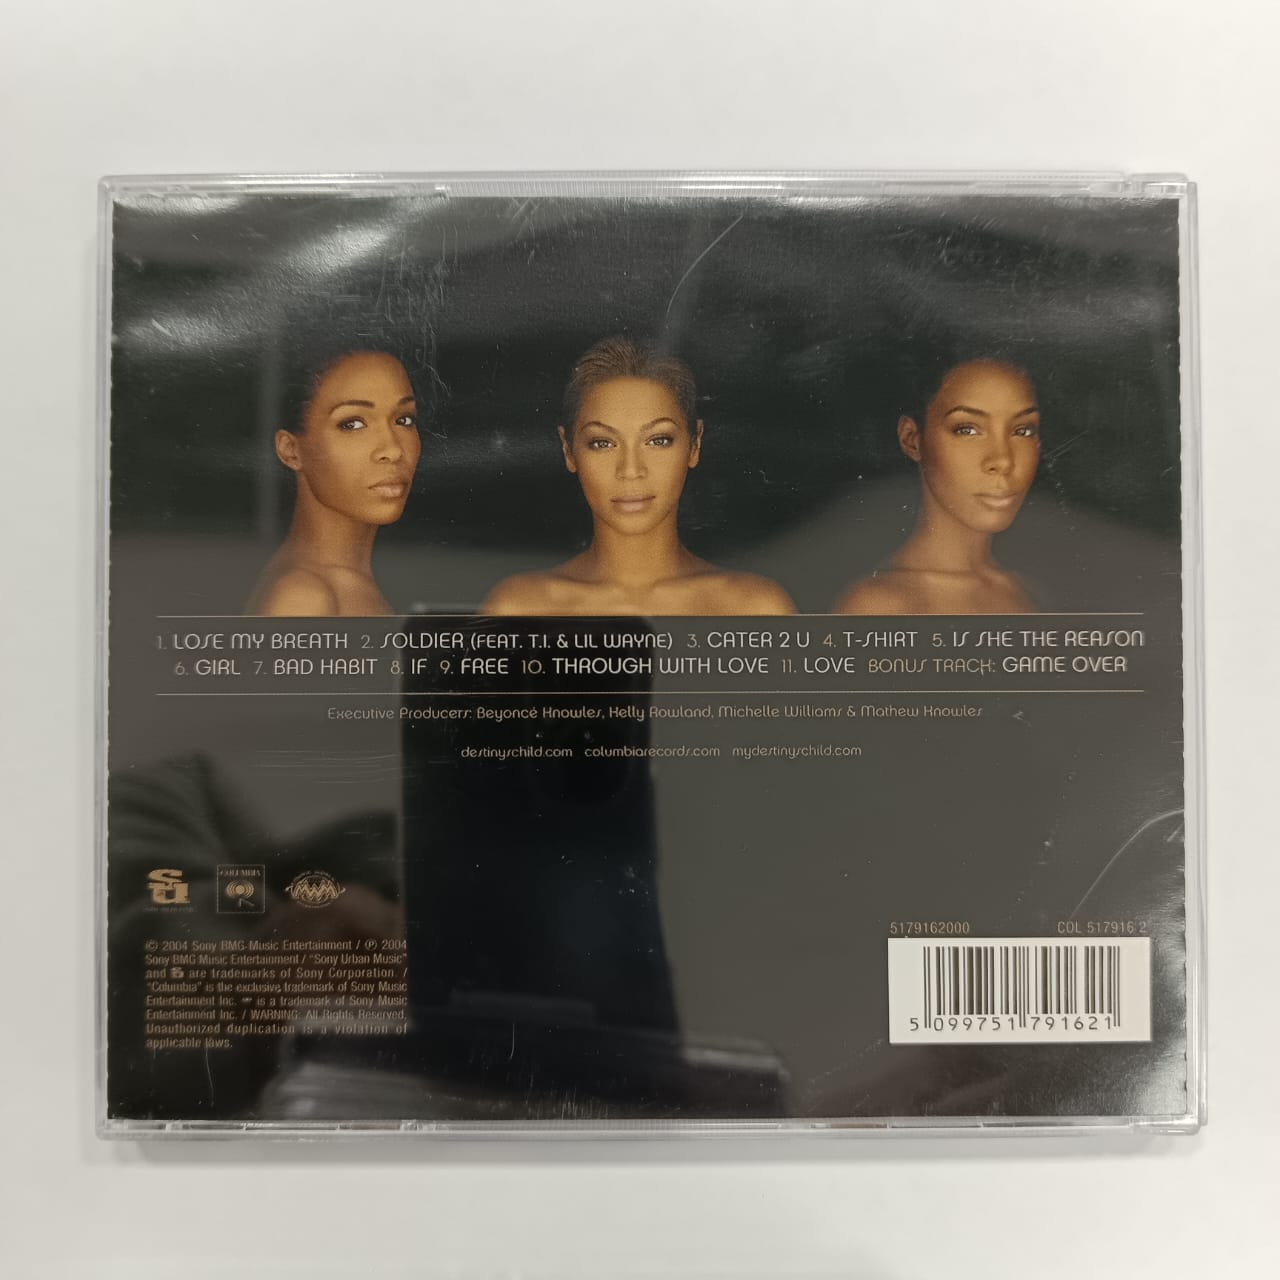 1. LOSE MY BREATH 2. SOLDIER (FEAT. T.I. & LIL WAYNE) 3. CATER 2 U 4. T-SHIRT 5. IS SHE THE REASON
6. GIRL 7. BAD HABIT 8. IF 9. FREE 10. THROUGH WITH LOVE 11. LOVE BONUS TRACK: GAME OVER
Executive Producers: Beyoncé Knowles, Kelly Rowland, Michelle Williams & Mathew Knowles
destinyschild.com columbiarecords.com mydestinyschild.com
su
COLUMBIA
MWM
© 2004 Sony BMG Music Entertainment / ℗ 2004
Sony BMG Music Entertainment / "Sony Urban Music"
and su are trademarks of Sony Corporation. /
"Columbia" is the exclusive trademark of Sony Music
Entertainment Inc. is a trademark of Sony Music
Entertainment Inc. / WARNING: All Rights Reserved.
Unauthorized duplication is a violation of
applicable laws.
5179162000 COL 517916 2
5 099751 791621